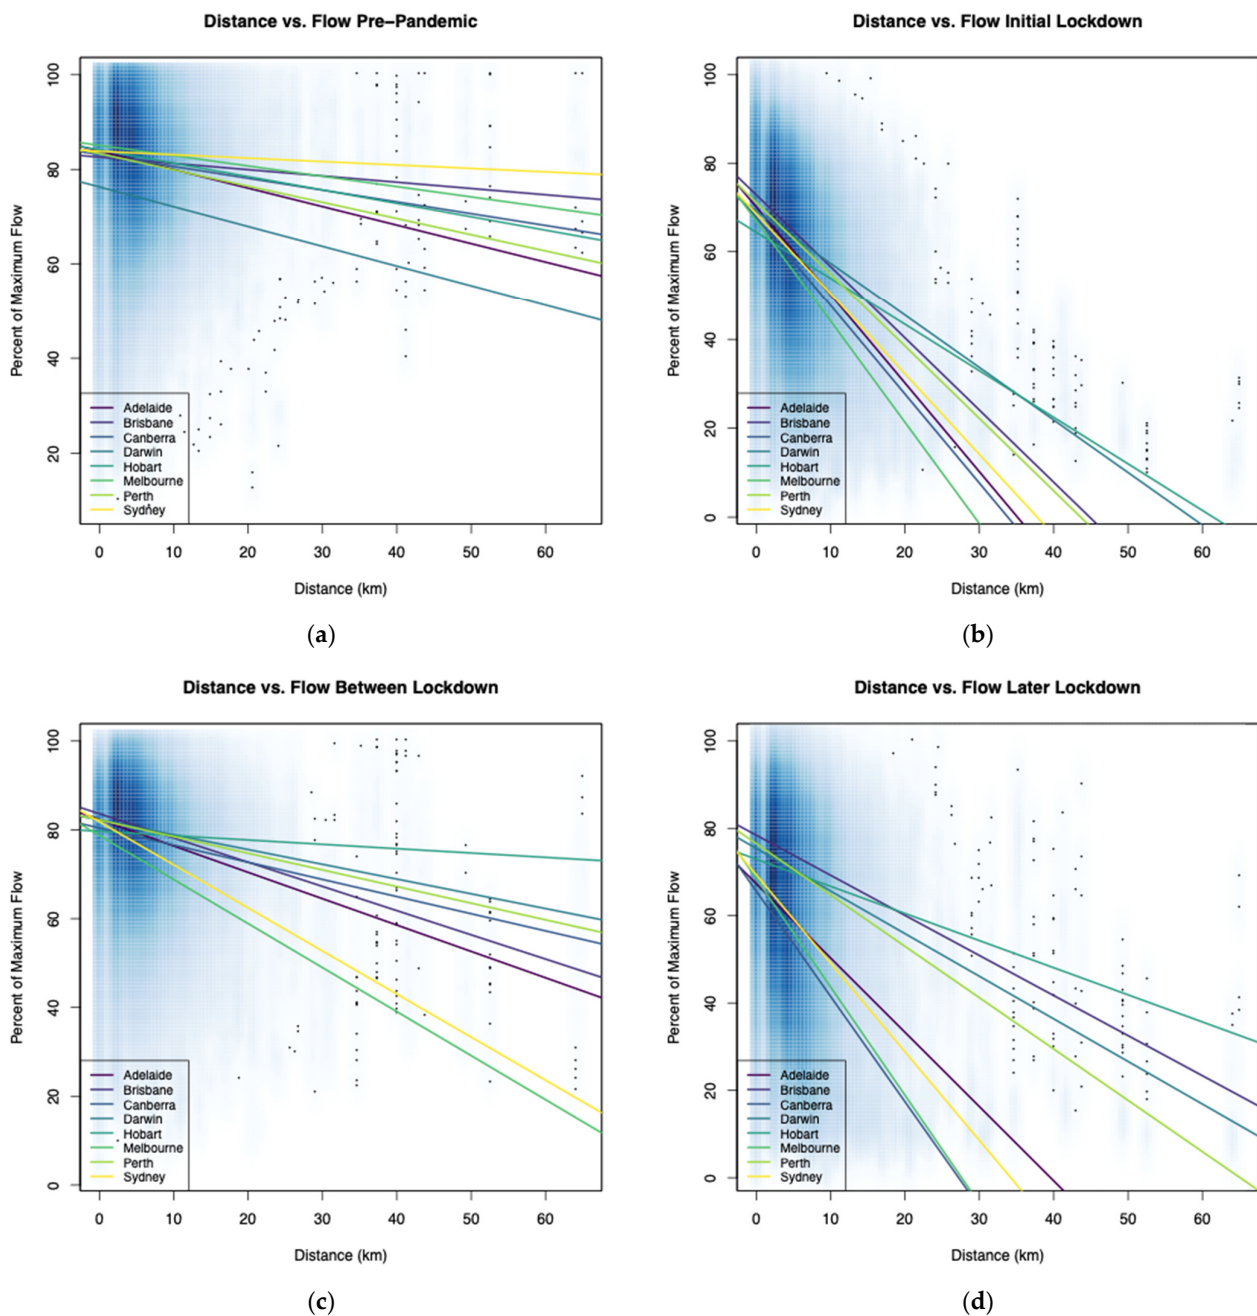 Distance vs. Flow Pre-Pandemic
Percent of Maximum Flow
100
80
60
40
20
Adelaide
Brisbane
Canberra
Darwin
Hobart
Melbourne
Perth
Sydney
0 10 20 30 40 50 60
Distance (km)
(a)
Distance vs. Flow Initial Lockdown
Percent of Maximum Flow
100
80
60
40
20
0
Adelaide
Brisbane
Canberra
Darwin
Hobart
Melbourne
Perth
Sydney
0 10 20 30 40 50 60
Distance (km)
(b)
Distance vs. Flow Between Lockdown
Percent of Maximum Flow
100
80
60
40
20
0
Adelaide
Brisbane
Canberra
Darwin
Hobart
Melbourne
Perth
Sydney
0 10 20 30 40 50 60
Distance (km)
(c)
Distance vs. Flow Later Lockdown
Percent of Maximum Flow
100
80
60
40
20
0
Adelaide
Brisbane
Canberra
Darwin
Hobart
Melbourne
Perth
Sydney
0 10 20 30 40 50 60
Distance (km)
(d)